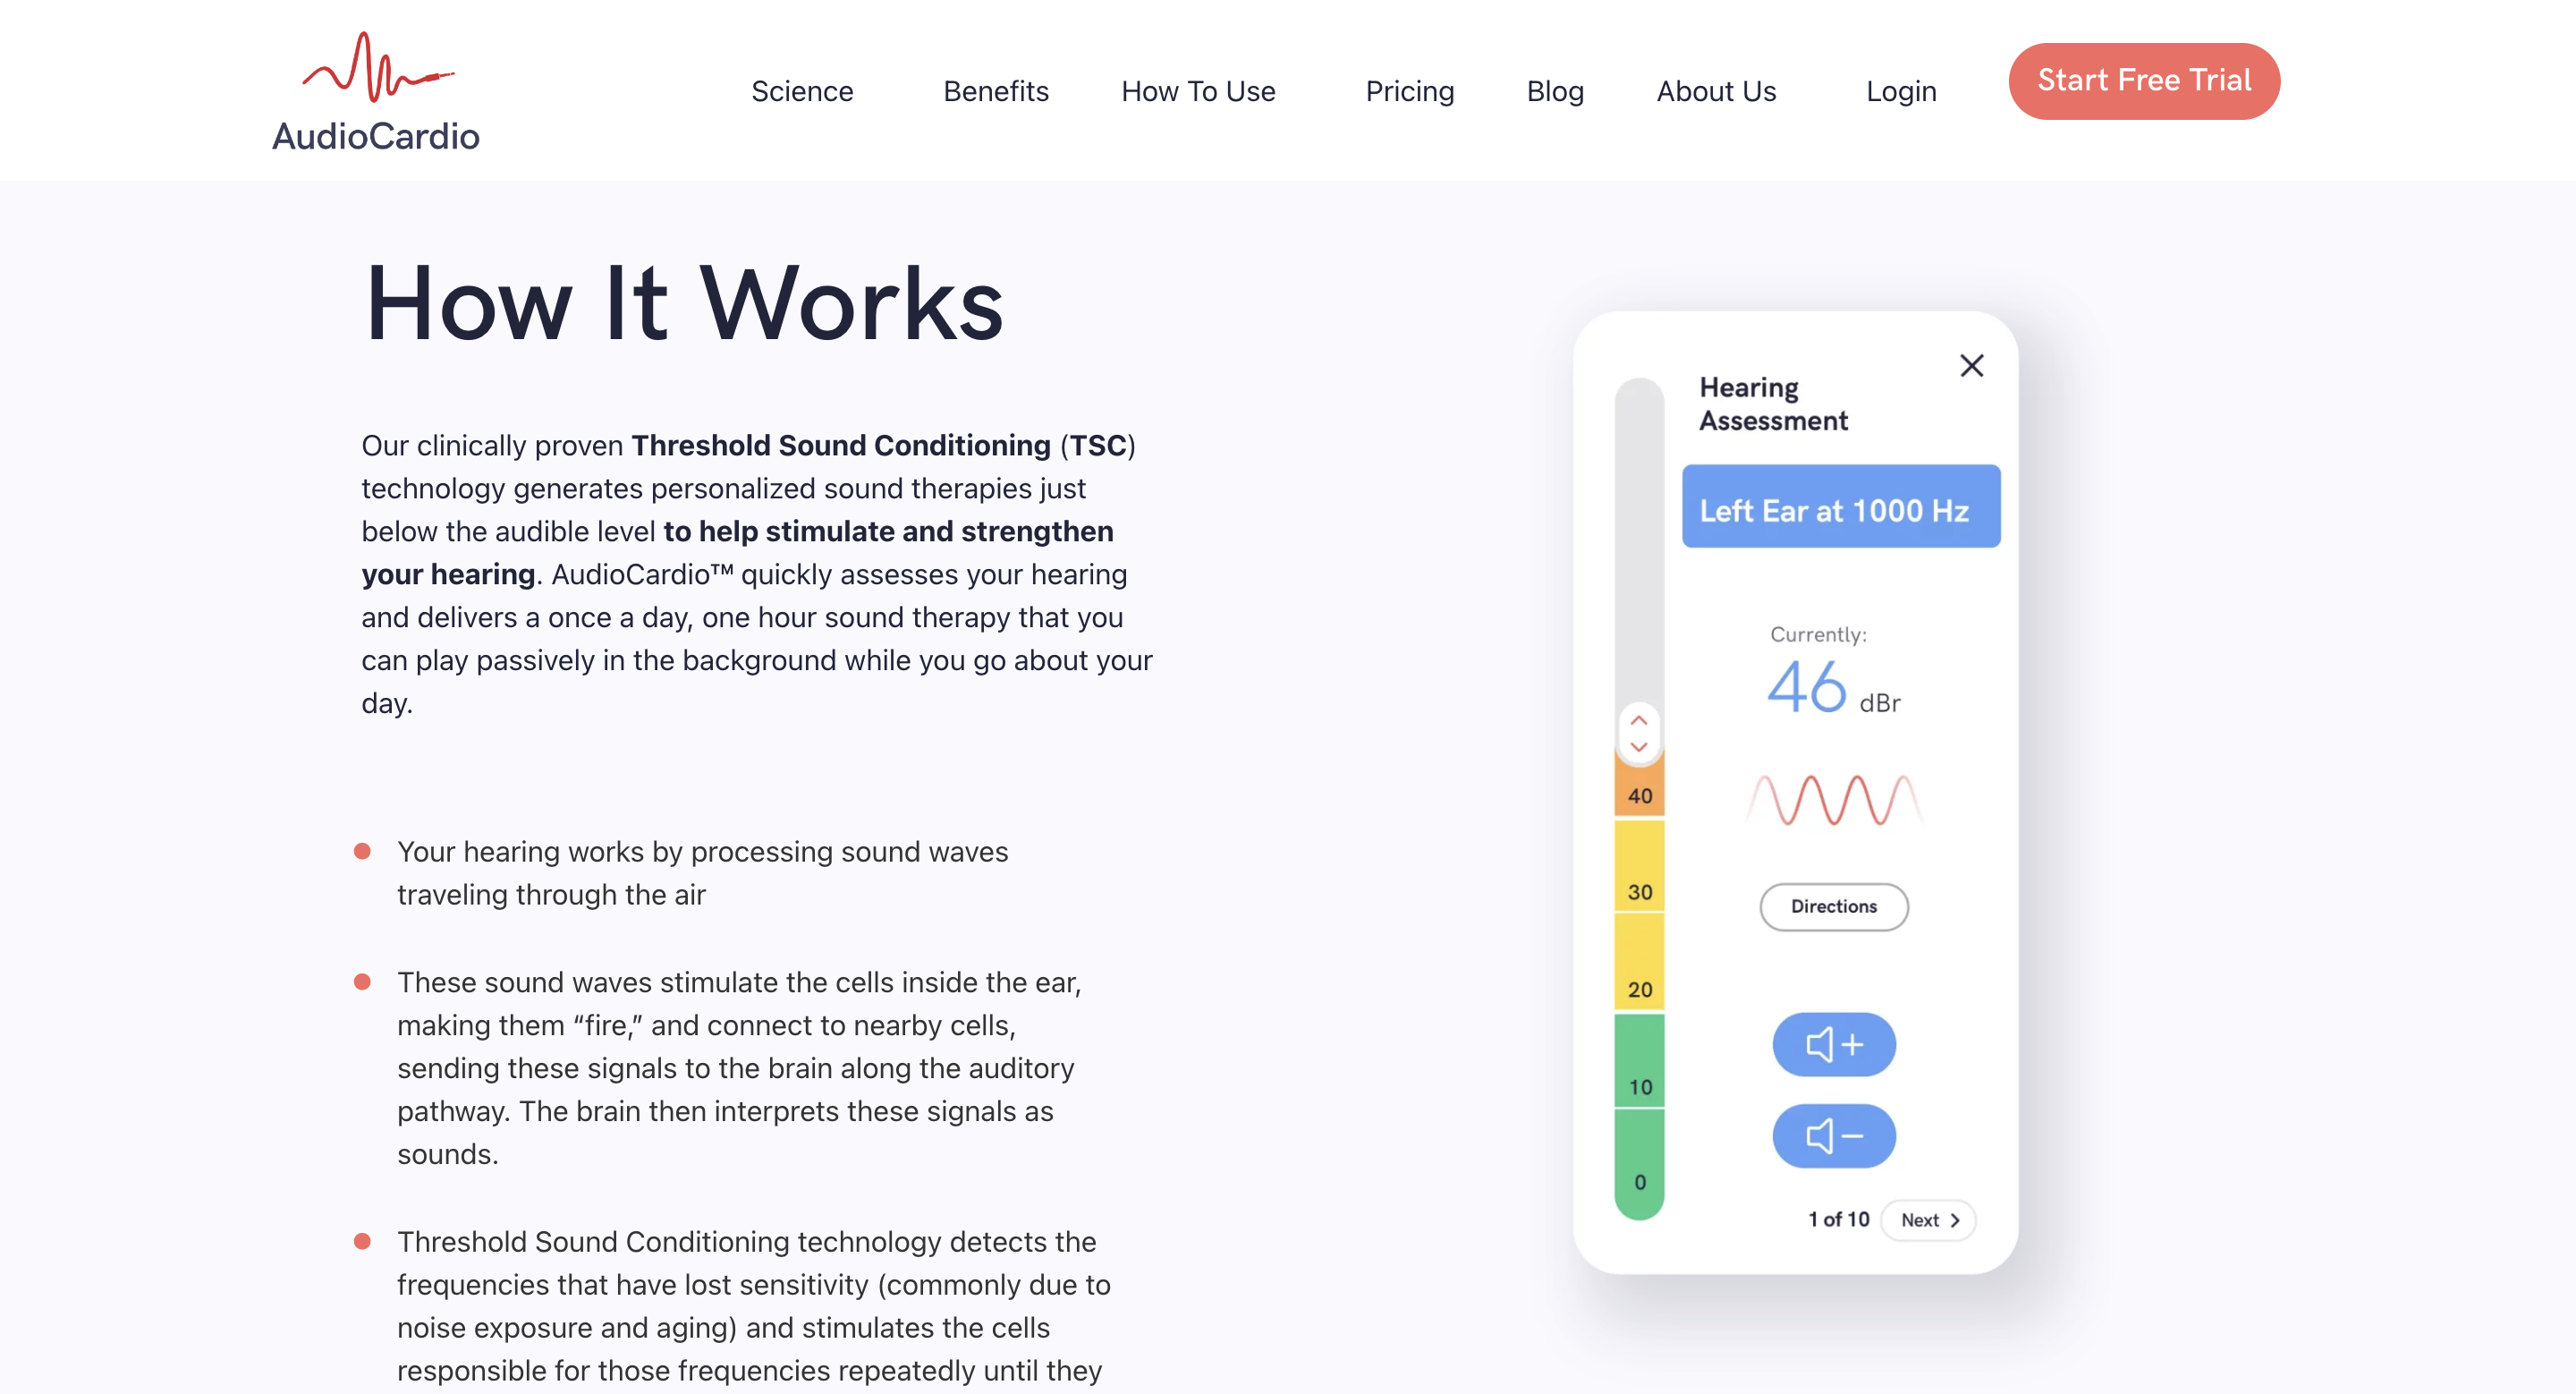 AudioCardio
Science
Benefits
How To Use
Pricing
Blog
About Us
Login
Start Free Trial
How It Works
Our clinically proven Threshold Sound Conditioning (TSC)
technology generates personalized sound therapies just
below the audible level to help stimulate and strengthen
your hearing. AudioCardio™ quickly assesses your hearing
and delivers a once a day, one hour sound therapy that you
can play passively in the background while you go about your
day.
Your hearing works by processing sound waves
traveling through the air
These sound waves stimulate the cells inside the ear,
making them “fire,” and connect to nearby cells,
sending these signals to the brain along the auditory
pathway. The brain then interprets these signals as
sounds.
Threshold Sound Conditioning technology detects the
frequencies that have lost sensitivity (commonly due to
noise exposure and aging) and stimulates the cells
responsible for those frequencies repeatedly until they
Hearing
Assessment
Left Ear at 1000 Hz
Currently:
46 dBr
40
30
20
10
0
Directions
1 of 10
Next